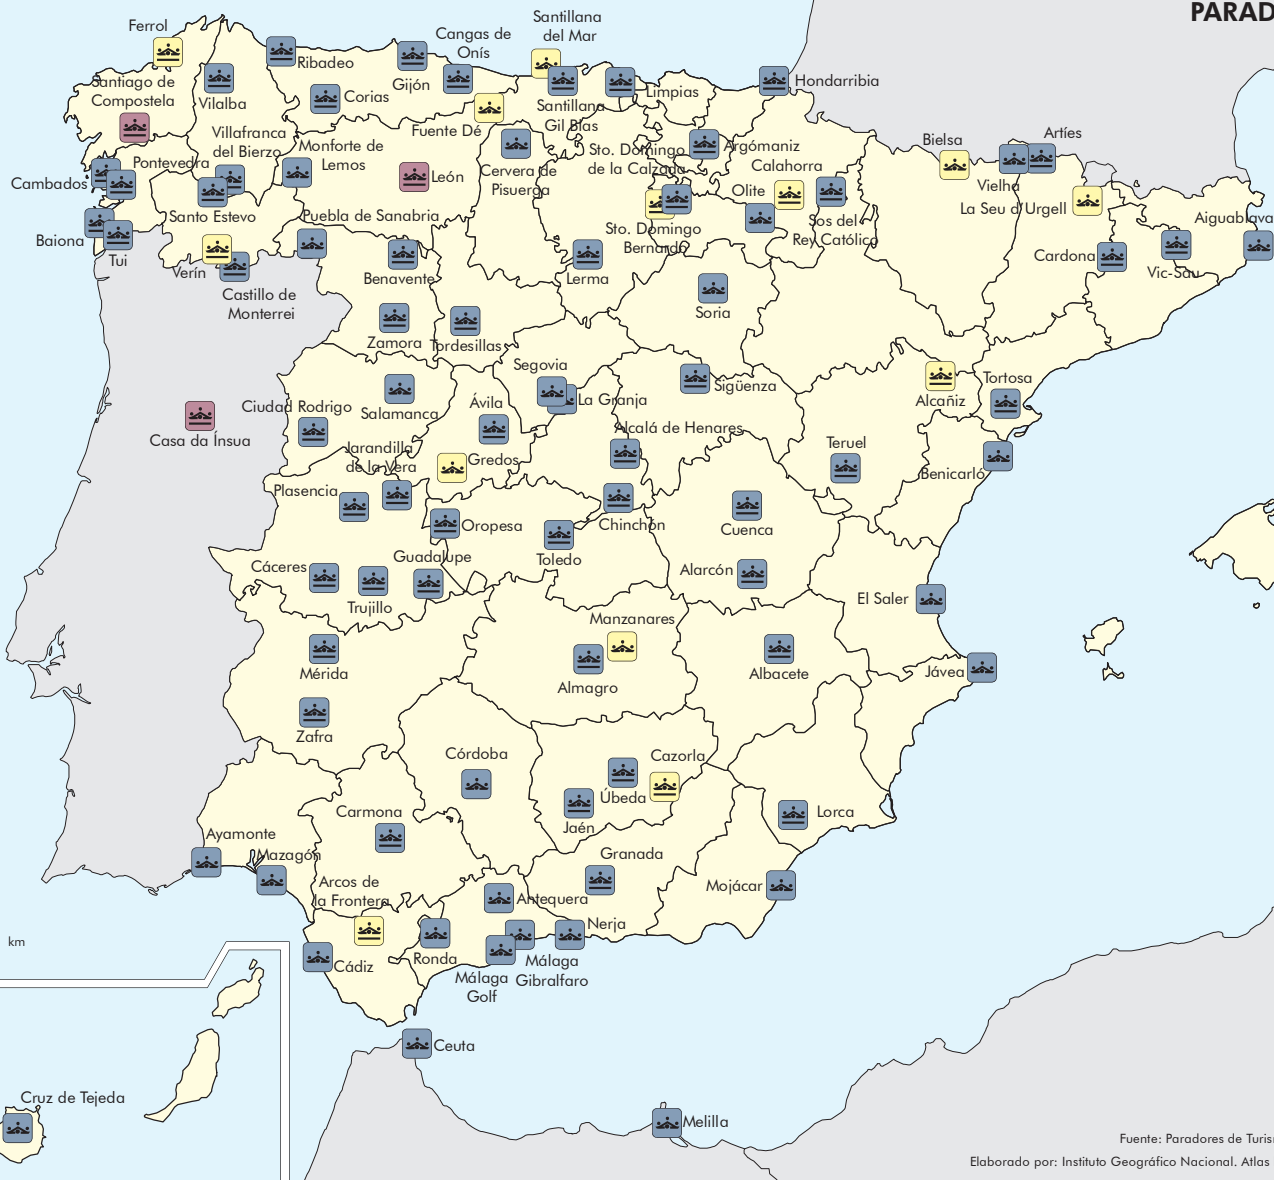 PARAD
Ferrol
Santillana
del Mar
Cangas de
Onís
Ribadeo
Gijón
Santiago de
Compostela
Vilalba
Corias
Limpias
Hondarribia
Santillana
Gil Blas
Fuente Dé
Villafranca
del Bierzo
Monforte de
Lemos
Pontevedra
Cambados
León
Cervera de
Pisuerga
Sto. Domingo
de la Calzada
Argómaniz
Calahorra
Olite
Bielsa
Artíes
Vielha
La Seu d'Urgell
Aiguablava
Santo Estevo
Puebla de Sanabria
Baiona
Tui
Verín
Castillo de
Monterrei
Benavente
Lerma
Sto. Domingo
Bernardo
Sos del
Rey Católico
Cardona
Vic-Sau
Soria
Zamora
Tordesillas
Segovia
La Granja
Sigüenza
Alcañiz
Tortosa
Ciudad Rodrigo
Salamanca
Ávila
Casa da Ínsua
Alcalá de Henares
Jarandilla
de la Vera
Gredos
Teruel
Benicarló
Plasencia
Oropesa
Chinchón
Cuenca
Toledo
Guadalupe
Cáceres
Trujillo
Alarcón
El Saler
Manzanares
Mérida
Almagro
Albacete
Jávea
Zafra
Córdoba
Cazorla
Úbeda
Jaén
Carmona
Lorca
Ayamonte
Mazagón
Granada
Arcos de
la Frontera
Antequera
Mojácar
Nerja
Cádiz
Ronda
Málaga
Golf
Málaga
Gibralfaro
km
Ceuta
Cruz de Tejeda
Melilla
Fuente: Paradores de Turis
Elaborado por: Instituto Geográfico Nacional. Atlas